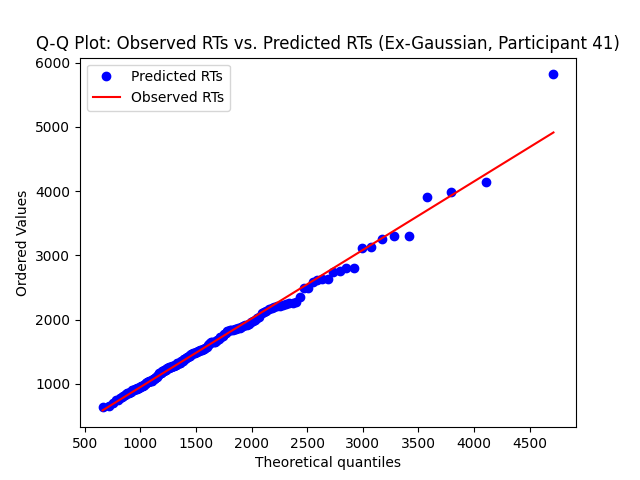 Q-Q Plot: Observed RTs vs. Predicted RTs (Ex-Gaussian, Participant 41)
Predicted RTs
Observed RTs
Ordered Values
6000
5000
4000
3000
2000
1000
500 1000 1500 2000 2500 3000 3500 4000 4500
Theoretical quantiles